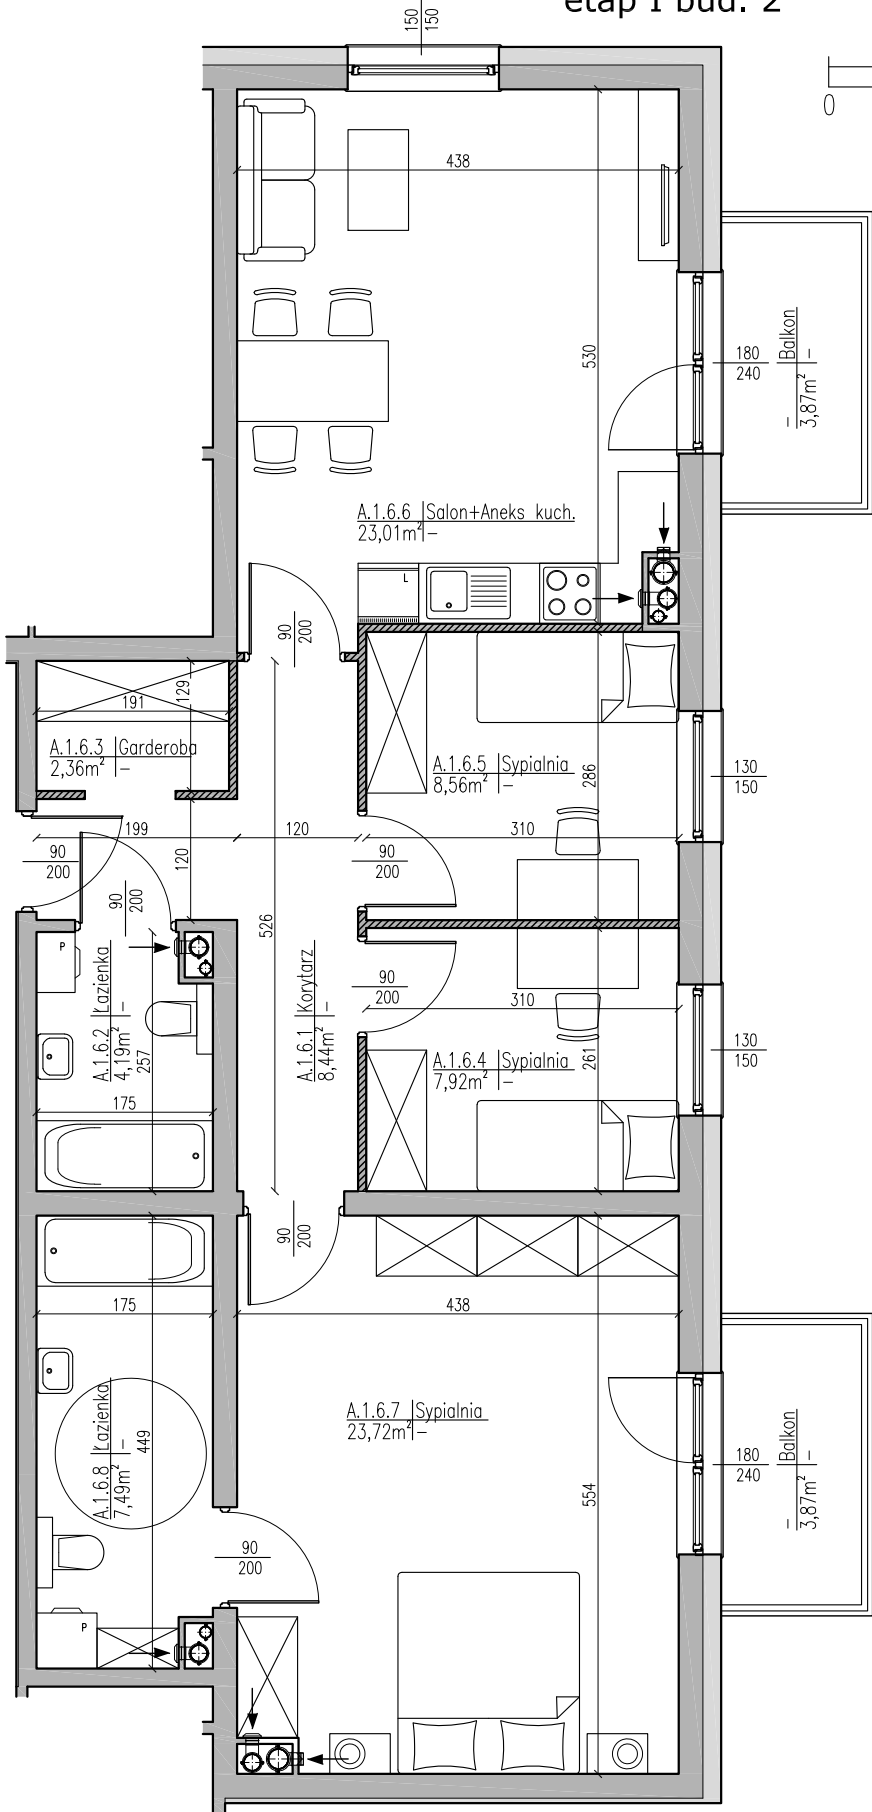 etap I bud. 2
150
150
0
438
530
180
240
Balkon
–
–
3,87m²
A.1.6.6 Salon+Aneks kuch.
23,01m² –
L
90
200
129
191
A.1.6.3 Garderoba
2,36m² –
A.1.6.5 Sypialnia
8,56m² –
286
130
150
199
120
310
90
200
90
200
120
90
200
526
P
A.1.6.2 Łazienka
4,19m² –
257
A.1.6.1 Korytarz
8,44m² –
90
200
310
130
150
A.1.6.4 Sypialnia
7,92m² –
261
175
90
200
175
438
A.1.6.7 Sypialnia
23,72m² –
A.1.6.8 Łazienka
7,49m² –
449
554
180
240
Balkon
–
–
3,87m²
90
200
P